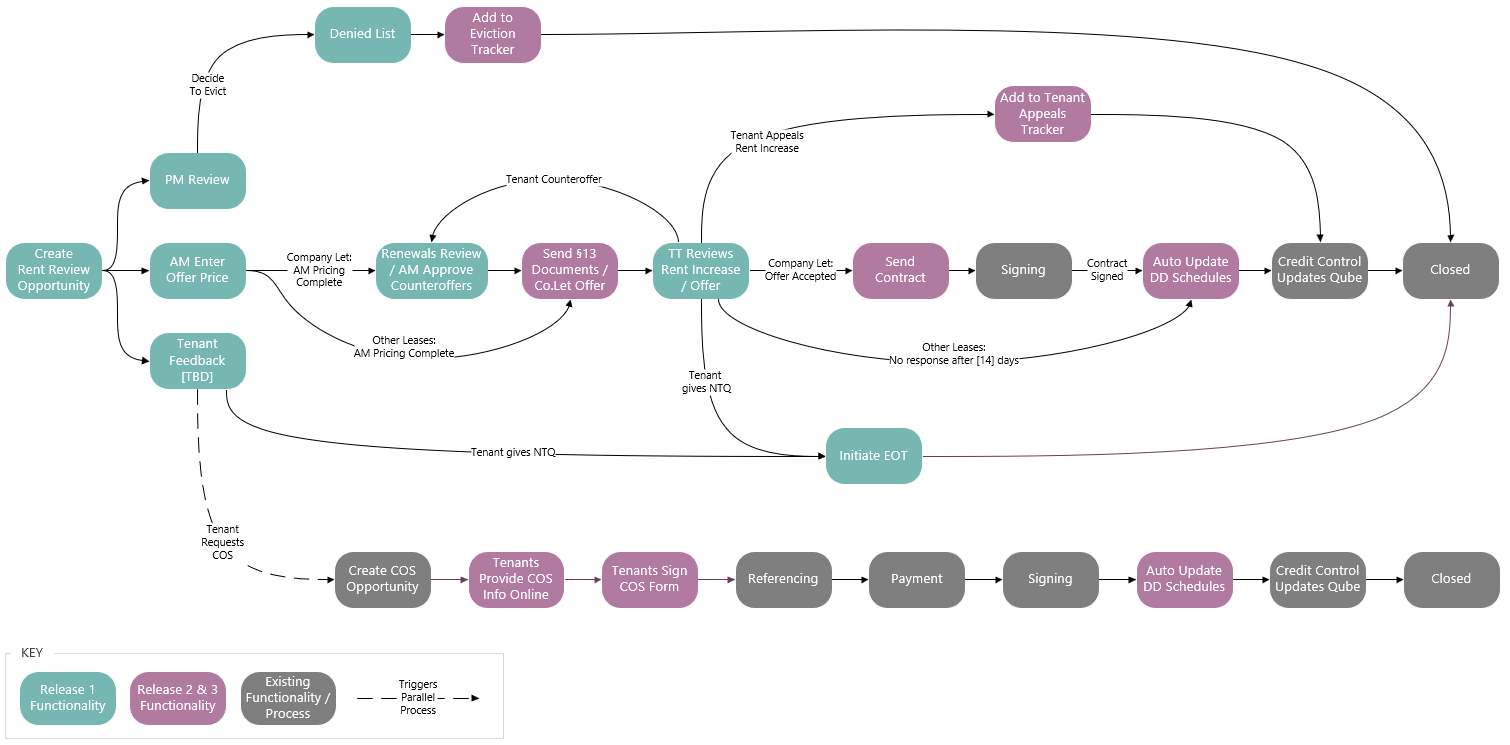 Denied List
Add to
Eviction
Tracker
Decide
To Evict
Add to Tenant
Appeals
Tracker
Tenant Appeals
Rent Increase
PM Review
Tenant Counteroffer
Create
Rent Review
Opportunity
AM Enter
Offer Price
Company Let:
AM Pricing
Complete
Renewals Review
/ AM Approve
Counteroffers
Send §13
Documents /
Co.Let Offer
TT Reviews
Rent Increase
/ Offer
Company Let:
Offer Accepted
Send
Contract
Signing
Contract
Signed
Auto Update
DD Schedules
Credit Control
Updates Qube
Closed
Other Leases:
AM Pricing Complete
Other Leases:
No response after [14] days
Tenant
Feedback
[TBD]
Tenant
gives NTQ
Tenant gives NTQ
Initiate EOT
Tenant
Requests
COS
Create COS
Opportunity
Tenants
Provide COS
Info Online
Tenants Sign
COS Form
Referencing
Payment
Signing
Auto Update
DD Schedules
Credit Control
Updates Qube
Closed
KEY
Release 1
Functionality
Release 2 & 3
Functionality
Existing
Functionality /
Process
Triggers
Parallel
Process